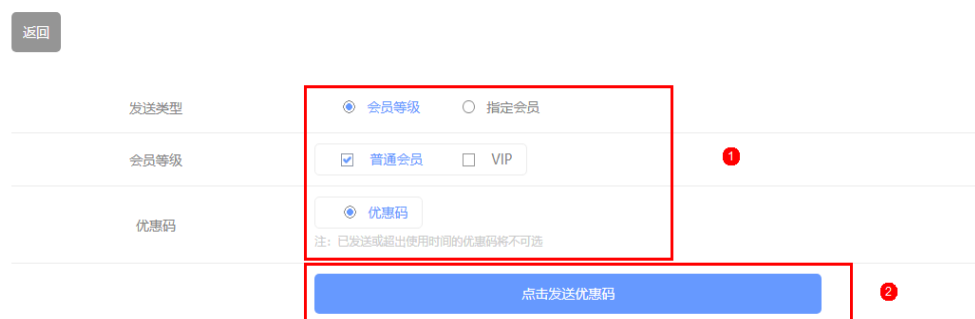 返回
发送类型 会员等级 指定会员
会员等级 普通会员 VIP 1
优惠码 优惠码
注：已发送或超出使用时间的优惠码将不可选
点击发送优惠码 2